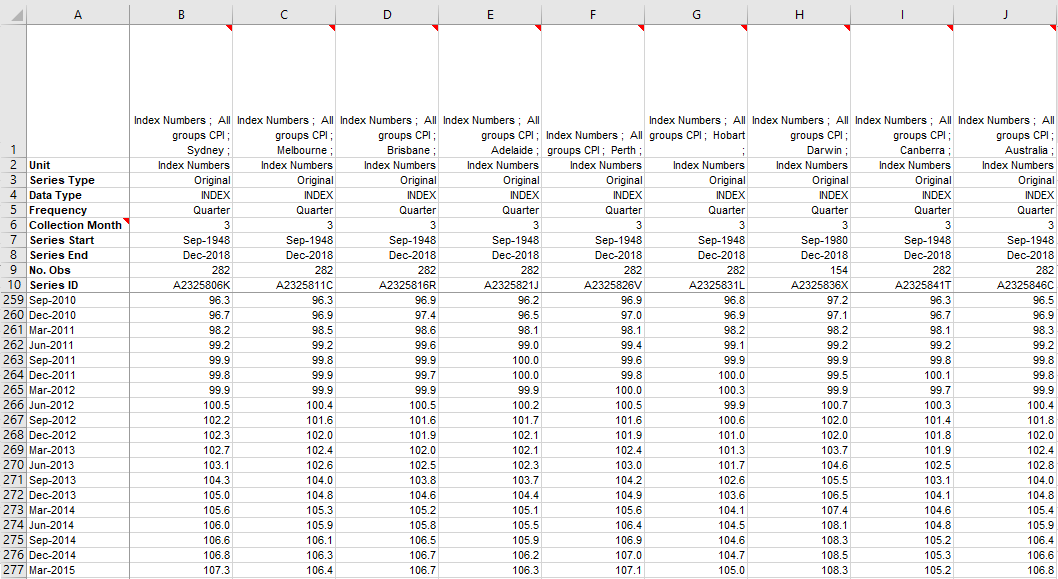 A B C D E F G H I J
Index Numbers ; All Index Numbers ; All Index Numbers ; All Index Numbers ; All Index Numbers ; All Index Numbers ; All Index Numbers ; All Index Numbers ; All
groups CPI ; groups CPI ; groups CPI ; groups CPI ; Index Numbers ; All groups CPI ; Hobart groups CPI ; groups CPI ; groups CPI ;
1 Sydney ; Melbourne ; Brisbane ; Adelaide ; groups CPI ; Perth ; ; Darwin ; Canberra ; Australia ;
2 Unit Index Numbers Index Numbers Index Numbers Index Numbers Index Numbers Index Numbers Index Numbers Index Numbers Index Numbers
3 Series Type Original Original Original Original Original Original Original Original Original
4 Data Type INDEX INDEX INDEX INDEX INDEX INDEX INDEX INDEX INDEX
5 Frequency Quarter Quarter Quarter Quarter Quarter Quarter Quarter Quarter Quarter
6 Collection Month 3 3 3 3 3 3 3 3 3
7 Series Start Sep-1948 Sep-1948 Sep-1948 Sep-1948 Sep-1948 Sep-1948 Sep-1980 Sep-1948 Sep-1948
8 Series End Dec-2018 Dec-2018 Dec-2018 Dec-2018 Dec-2018 Dec-2018 Dec-2018 Dec-2018 Dec-2018
9 No. Obs 282 282 282 282 282 282 154 282 282
10 Series ID A2325806K A2325811C A2325816R A2325821J A2325826V A2325831L A2325836X A2325841T A2325846C
259 Sep-2010 96.3 96.3 96.9 96.2 96.9 96.8 97.2 96.3 96.5
260 Dec-2010 96.7 96.9 97.4 96.5 97.0 96.9 97.1 96.7 96.9
261 Mar-2011 98.2 98.5 98.6 98.1 98.1 98.2 98.2 98.1 98.3
262 Jun-2011 99.2 99.2 99.6 99.0 99.4 99.1 99.2 99.2 99.2
263 Sep-2011 99.9 99.8 99.9 100.0 99.6 99.9 99.9 99.8 99.8
264 Dec-2011 99.8 99.9 99.7 100.0 99.8 100.0 99.5 100.1 99.8
265 Mar-2012 99.9 99.9 99.9 99.9 100.0 100.3 99.9 99.7 99.9
266 Jun-2012 100.5 100.4 100.5 100.2 100.5 99.9 100.7 100.3 100.4
267 Sep-2012 102.2 101.6 101.6 101.7 101.6 100.6 102.0 101.4 101.8
268 Dec-2012 102.3 102.0 101.9 102.1 101.9 101.0 102.0 101.8 102.0
269 Mar-2013 102.7 102.4 102.0 102.1 102.4 101.3 103.7 101.9 102.4
270 Jun-2013 103.1 102.6 102.5 102.3 103.0 101.7 104.6 102.5 102.8
271 Sep-2013 104.3 104.0 103.8 103.7 104.2 102.6 105.5 103.1 104.0
272 Dec-2013 105.0 104.8 104.6 104.4 104.9 103.6 106.5 104.1 104.8
273 Mar-2014 105.6 105.3 105.2 105.1 105.6 104.1 107.4 104.6 105.4
274 Jun-2014 106.0 105.9 105.8 105.5 106.4 104.5 108.1 104.8 105.9
275 Sep-2014 106.6 106.1 106.5 105.9 106.9 104.6 108.3 105.2 106.4
276 Dec-2014 106.8 106.3 106.7 106.2 107.0 104.7 108.5 105.3 106.6
277 Mar-2015 107.3 106.4 106.7 106.3 107.1 105.0 108.3 105.2 106.8